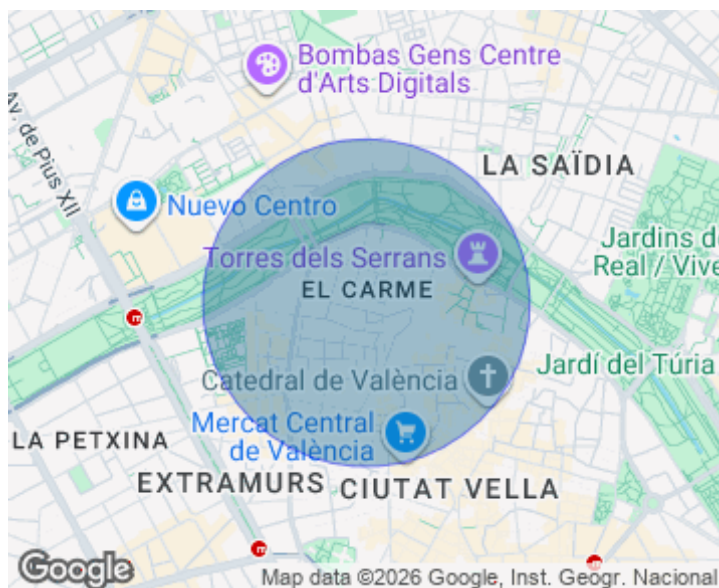 Bombas Gens Centre
d'Arts Digitals
Av. de Pius XII
LA SAÏDIA
Nuevo Centro
Jardins d
Real / Vive
Torres dels Serrans
EL CARME
Catedral de València
Jardí del Túria
Mercat Central
de València
LA PETXINA
EXTRAMURS
CIUTAT VELLA
Google
Map data ©2026 Google, Inst. Geogr. Nacional